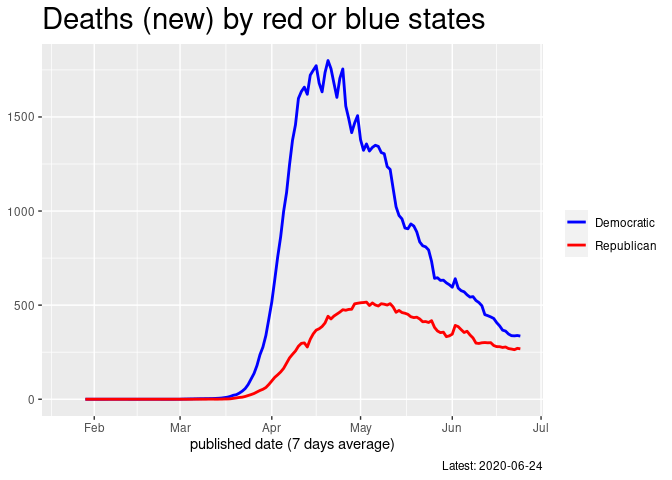 Deaths (new) by red or blue states
1500
1000
500
0
Feb Mar Apr May Jun Jul
published date (7 days average)
Democratic
Republican
Latest: 2020-06-24